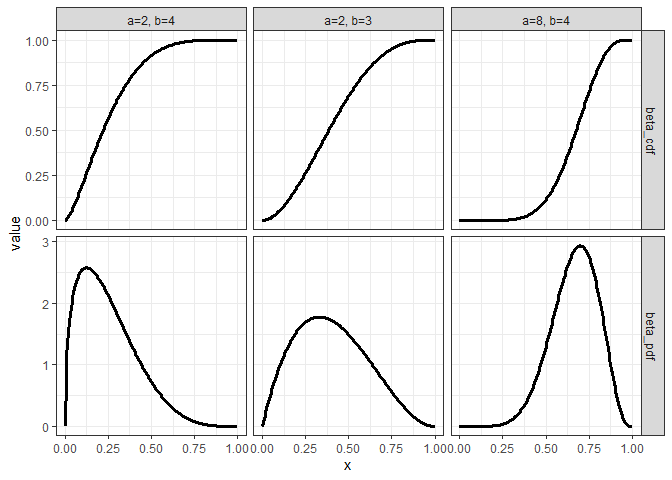 a=2, b=4
a=2, b=3
a=8, b=4
1.00
0.75
0.50
0.25
0.00
beta_cdf
value
3
2
1
0
beta_pdf
0.00 0.25 0.50 0.75 1.00
0.00 0.25 0.50 0.75 1.00
0.00 0.25 0.50 0.75 1.00
x